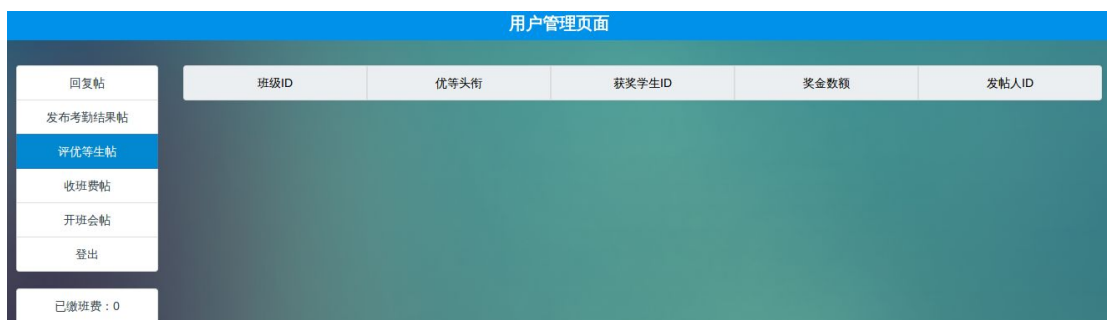 用户管理页面
回复帖
发布考勤结果帖
评优等生帖
收班费帖
开班会帖
登出
已缴班费：0
班级ID 优等头衔 获奖学生ID 奖金数额 发帖人ID